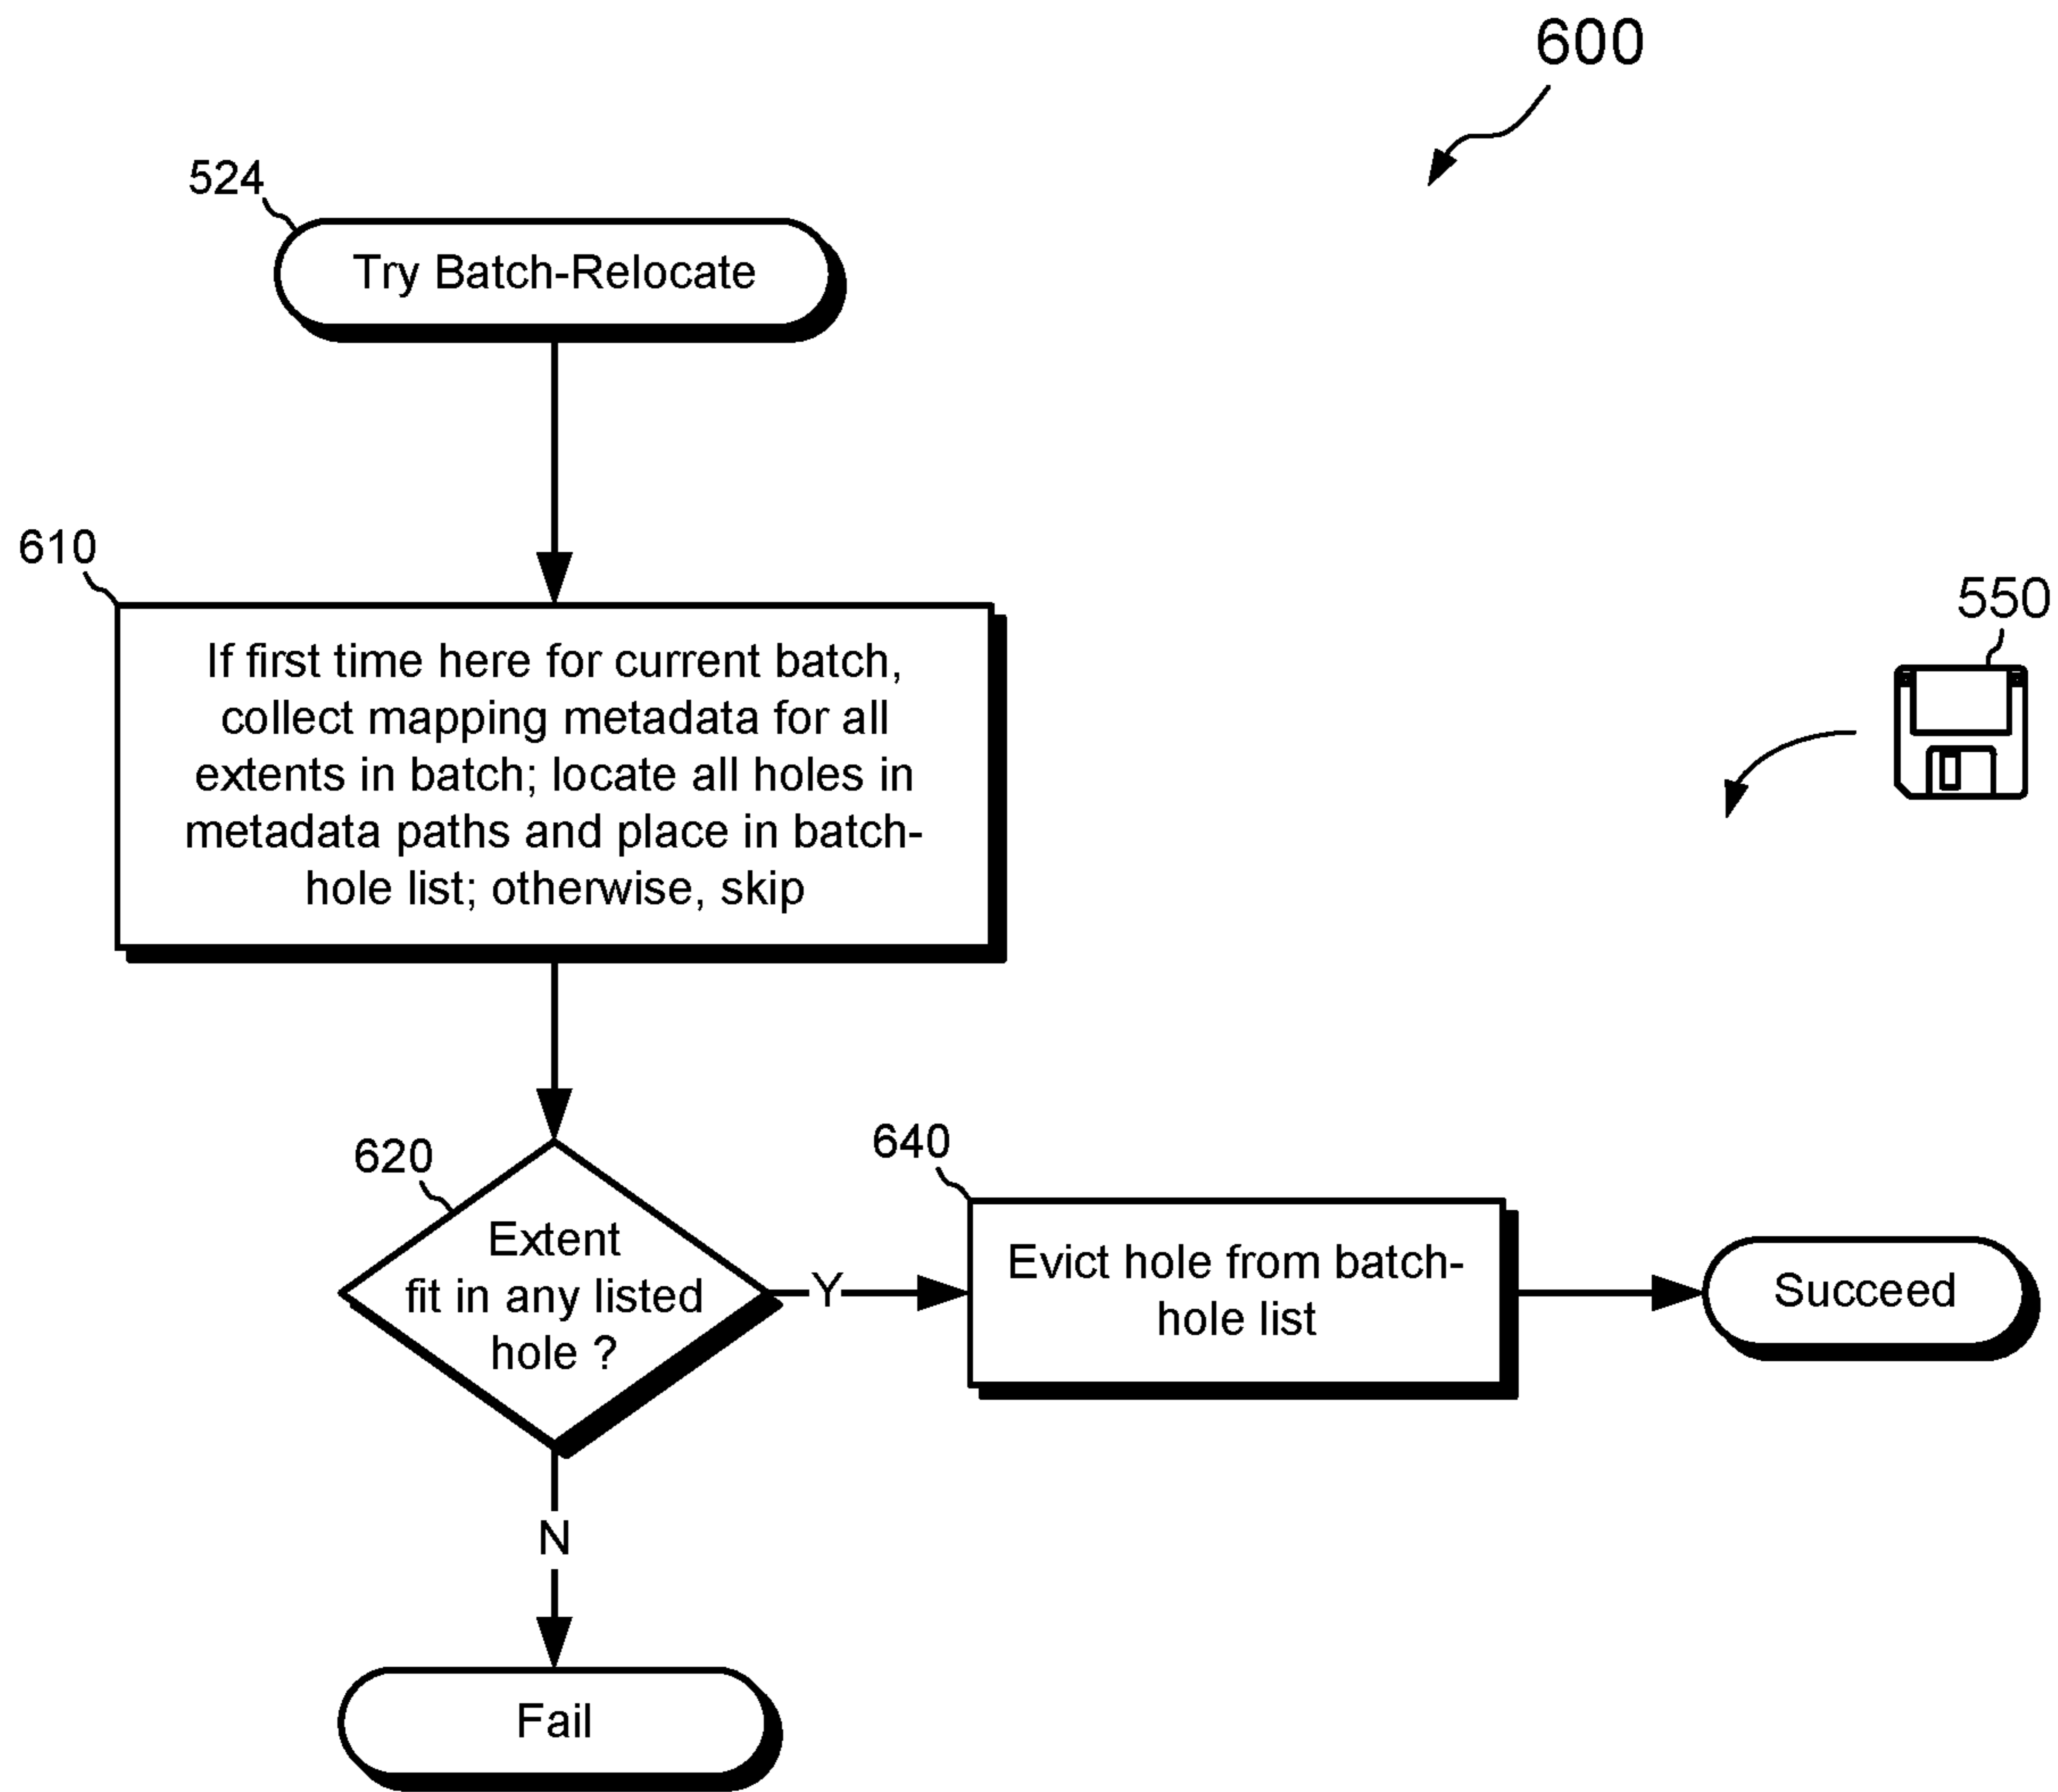 600
524
Try Batch-Relocate
610
If first time here for current batch,
collect mapping metadata for all
extents in batch; locate all holes in
metadata paths and place in batch-
hole list; otherwise, skip
550
620
Extent
fit in any listed
hole ?
Y
640
Evict hole from batch-
hole list
Succeed
N
Fail